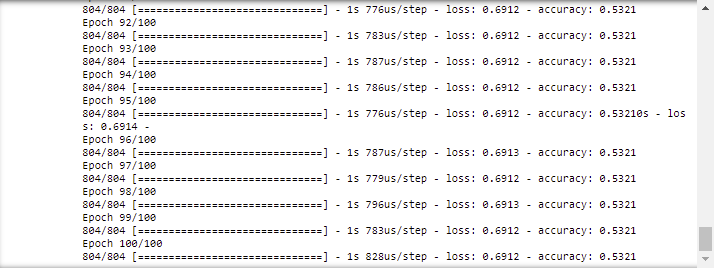 804/804 [==============================] - 1s 776us/step - loss: 0.6912 - accuracy: 0.5321
Epoch 92/100
804/804 [==============================] - 1s 783us/step - loss: 0.6912 - accuracy: 0.5321
Epoch 93/100
804/804 [==============================] - 1s 787us/step - loss: 0.6912 - accuracy: 0.5321
Epoch 94/100
804/804 [==============================] - 1s 786us/step - loss: 0.6912 - accuracy: 0.5321
Epoch 95/100
804/804 [==============================] - 1s 776us/step - loss: 0.6912 - accuracy: 0.53210s - los
s: 0.6914 -
Epoch 96/100
804/804 [==============================] - 1s 787us/step - loss: 0.6913 - accuracy: 0.5321
Epoch 97/100
804/804 [==============================] - 1s 779us/step - loss: 0.6912 - accuracy: 0.5321
Epoch 98/100
804/804 [==============================] - 1s 796us/step - loss: 0.6913 - accuracy: 0.5321
Epoch 99/100
804/804 [==============================] - 1s 783us/step - loss: 0.6912 - accuracy: 0.5321
Epoch 100/100
804/804 [==============================] - 1s 828us/step - loss: 0.6912 - accuracy: 0.5321